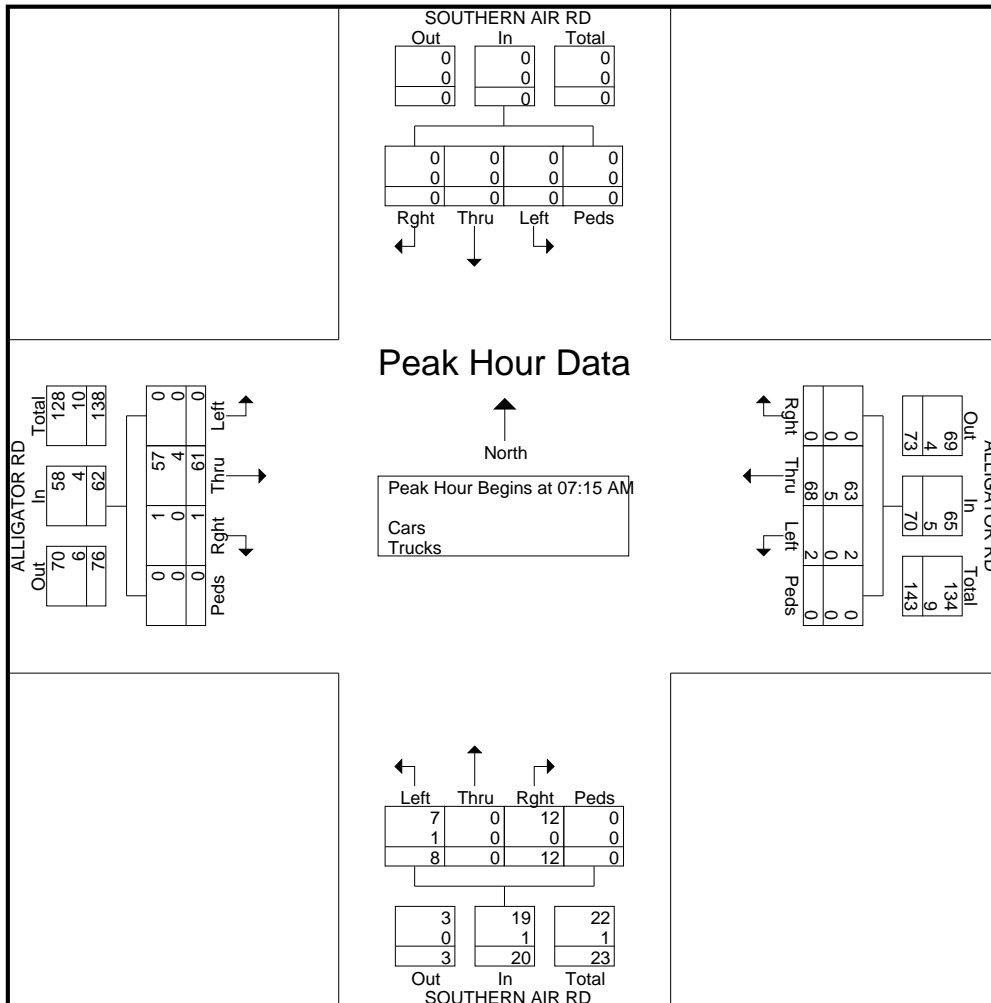 SOUTHERN AIR RD
Out In Total
0 0 0
0 0 0
0 0 0
0 0 0 0
0 0 0 0
0 0 0 0
Rght Thru Left Peds
Peak Hour Data
North
Peak Hour Begins at 07:15 AM
Cars
Trucks
ALLIGATOR RD
Out In Total
70 58 128
6 4 10
76 62 138
Peds Rght Thru Left
0 1 57 0
0 0 4 0
0 1 61 0
ALLIGATOR RD
Out In Total
69 65 134
4 5 9
73 70 143
Rght Thru Left Peds
0 63 2 0
0 5 0 0
0 68 2 0
Left Thru Rght Peds
7 0 12 0
1 0 0 0
8 0 12 0
3 19 22
0 1 1
3 20 23
Out In Total
SOUTHERN AIR RD